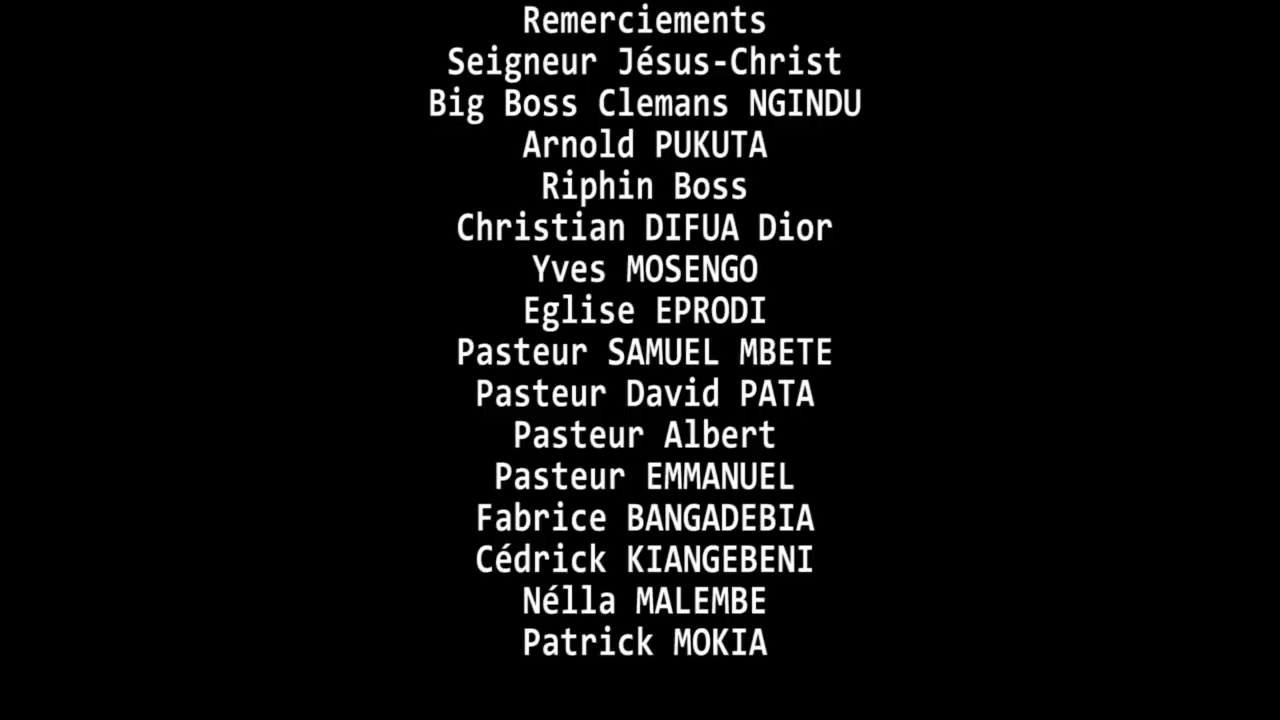 Remerciements
Seigneur Jésus-Christ
Big Boss Clemans NGINDU
Arnold PUKUTA
Riphin Boss
Christian DIFUA Dior
Yves MOSENGO
Eglise EPRODI
Pasteur SAMUEL MBETE
Pasteur David PATA
Pasteur Albert
Pasteur EMMANUEL
Fabrice BANGADEBIA
Cédrick KIANGEBENI
Nélla MALEMBE
Patrick MOKIA